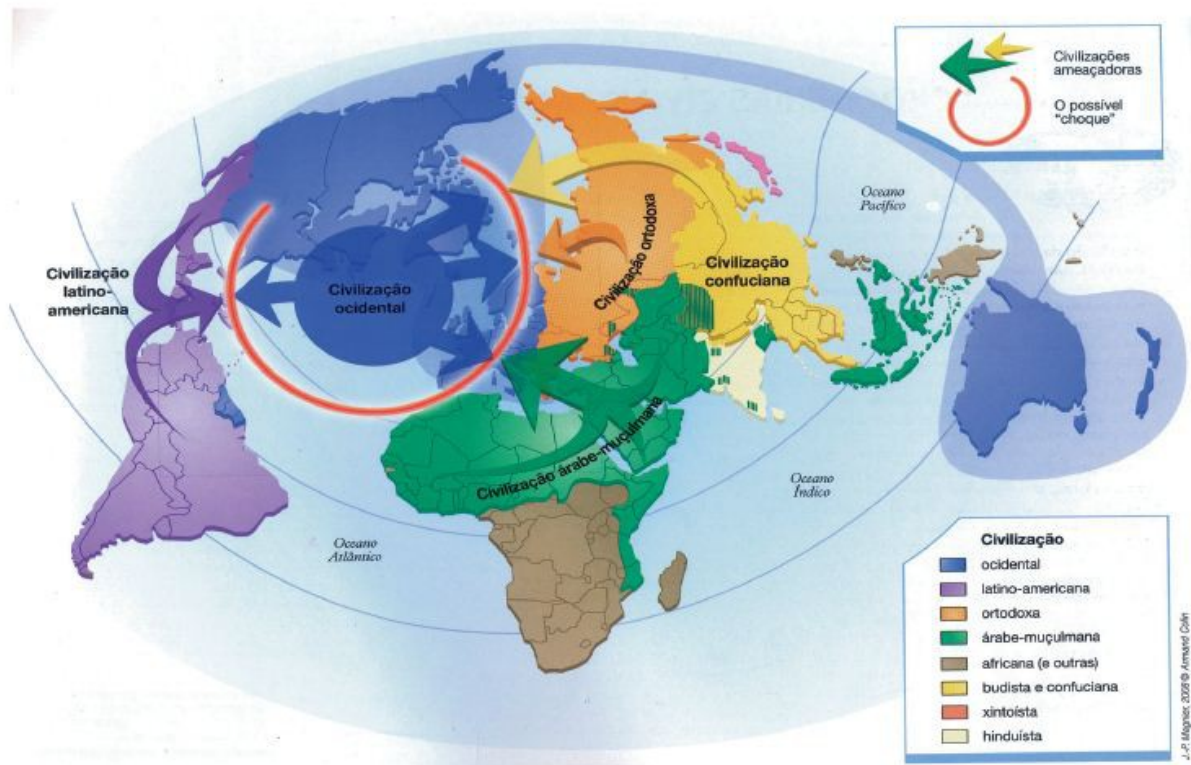 Civilizações
ameaçadoras
O possível
"choque"
Oceano
Pacífico
Civilização
latino-
americana
Civilização
ocidental
Civilização ortodoxa
Civilização
confuciana
Civilização árabe-muçulmana
Oceano
Índico
Oceano
Atlântico
Civilização
ocidental
latino-americana
ortodoxa
árabe-muçulmana
africana (e outras)
budista e confuciana
xintoísta
hinduísta
J.-P. Magnier, 2008 © Armand Colin